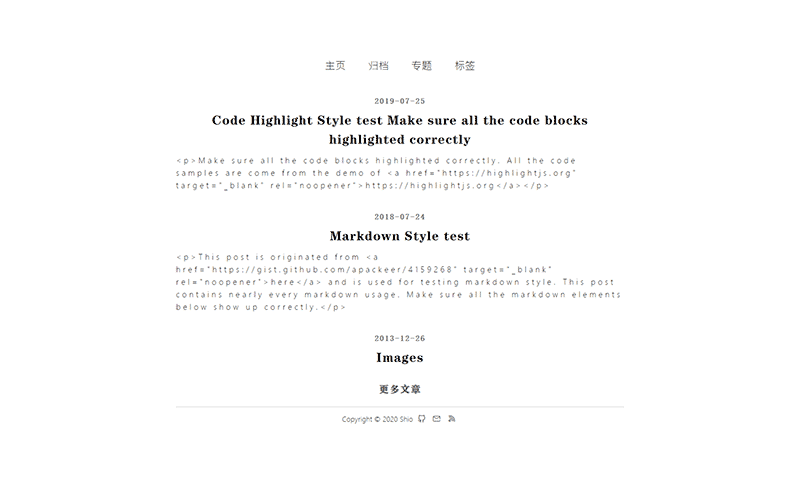 主页 归档 专题 标签
2019-07-25
Code Highlight Style test Make sure all the code blocks
highlighted correctly
<p>Make sure all the code blocks highlighted correctly. All the code
samples are come from the demo of <a href="https://highlightjs.org"
target="_blank" rel="noopener">https://highlightjs.org</a></p>
2018-07-24
Markdown Style test
<p>This post is originated from <a
href="https://gist.github.com/apackeer/4159268" target="_blank"
rel="noopener">here</a> and is used for testing markdown style. This post
contains nearly every markdown usage. Make sure all the markdown elements
below show up correctly.</p>
2013-12-26
Images
更多文章
Copyright © 2020 Shio